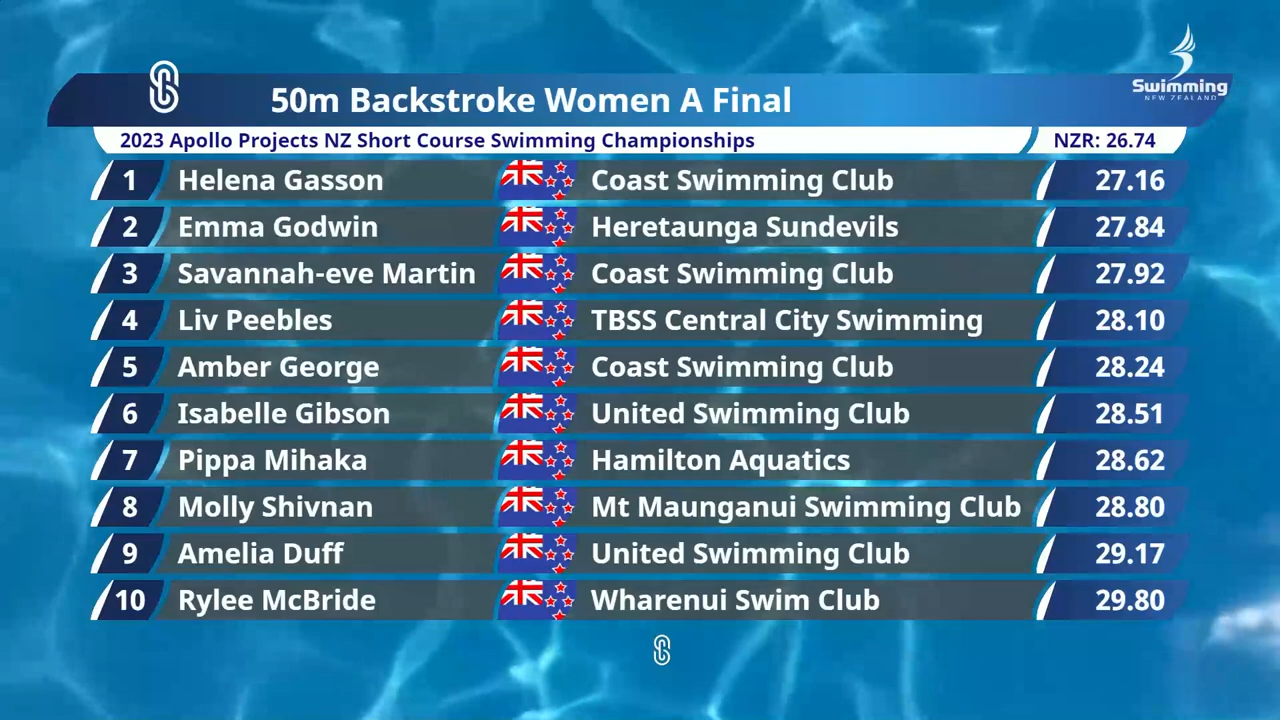 Swimming
NEW ZEALAND
50m Backstroke Women A Final
2023 Apollo Projects NZ Short Course Swimming Championships NZR: 26.74
1 Helena Gasson Coast Swimming Club 27.16
2 Emma Godwin Heretaunga Sundevils 27.84
3 Savannah-eve Martin Coast Swimming Club 27.92
4 Liv Peebles TBSS Central City Swimming 28.10
5 Amber George Coast Swimming Club 28.24
6 Isabelle Gibson United Swimming Club 28.51
7 Pippa Mihaka Hamilton Aquatics 28.62
8 Molly Shivnan Mt Maunganui Swimming Club 28.80
9 Amelia Duff United Swimming Club 29.17
10 Rylee McBride Wharenui Swim Club 29.80